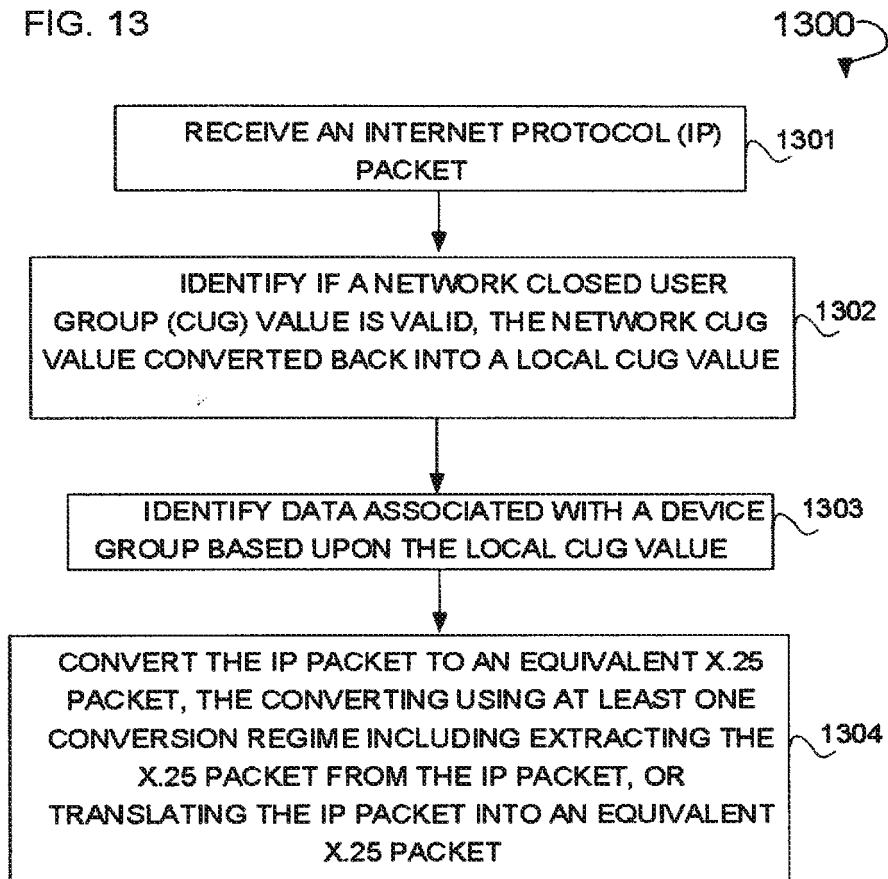 FIG. 13
1300
RECEIVE AN INTERNET PROTOCOL (IP)
PACKET
1301
IDENTIFY IF A NETWORK CLOSED USER
GROUP (CUG) VALUE IS VALID, THE NETWORK CUG
VALUE CONVERTED BACK INTO A LOCAL CUG VALUE
1302
IDENTIFY DATA ASSOCIATED WITH A DEVICE
GROUP BASED UPON THE LOCAL CUG VALUE
1303
CONVERT THE IP PACKET TO AN EQUIVALENT X.25
PACKET, THE CONVERTING USING AT LEAST ONE
CONVERSION REGIME INCLUDING EXTRACTING THE
X.25 PACKET FROM THE IP PACKET, OR
TRANSLATING THE IP PACKET INTO AN EQUIVALENT
X.25 PACKET
1304